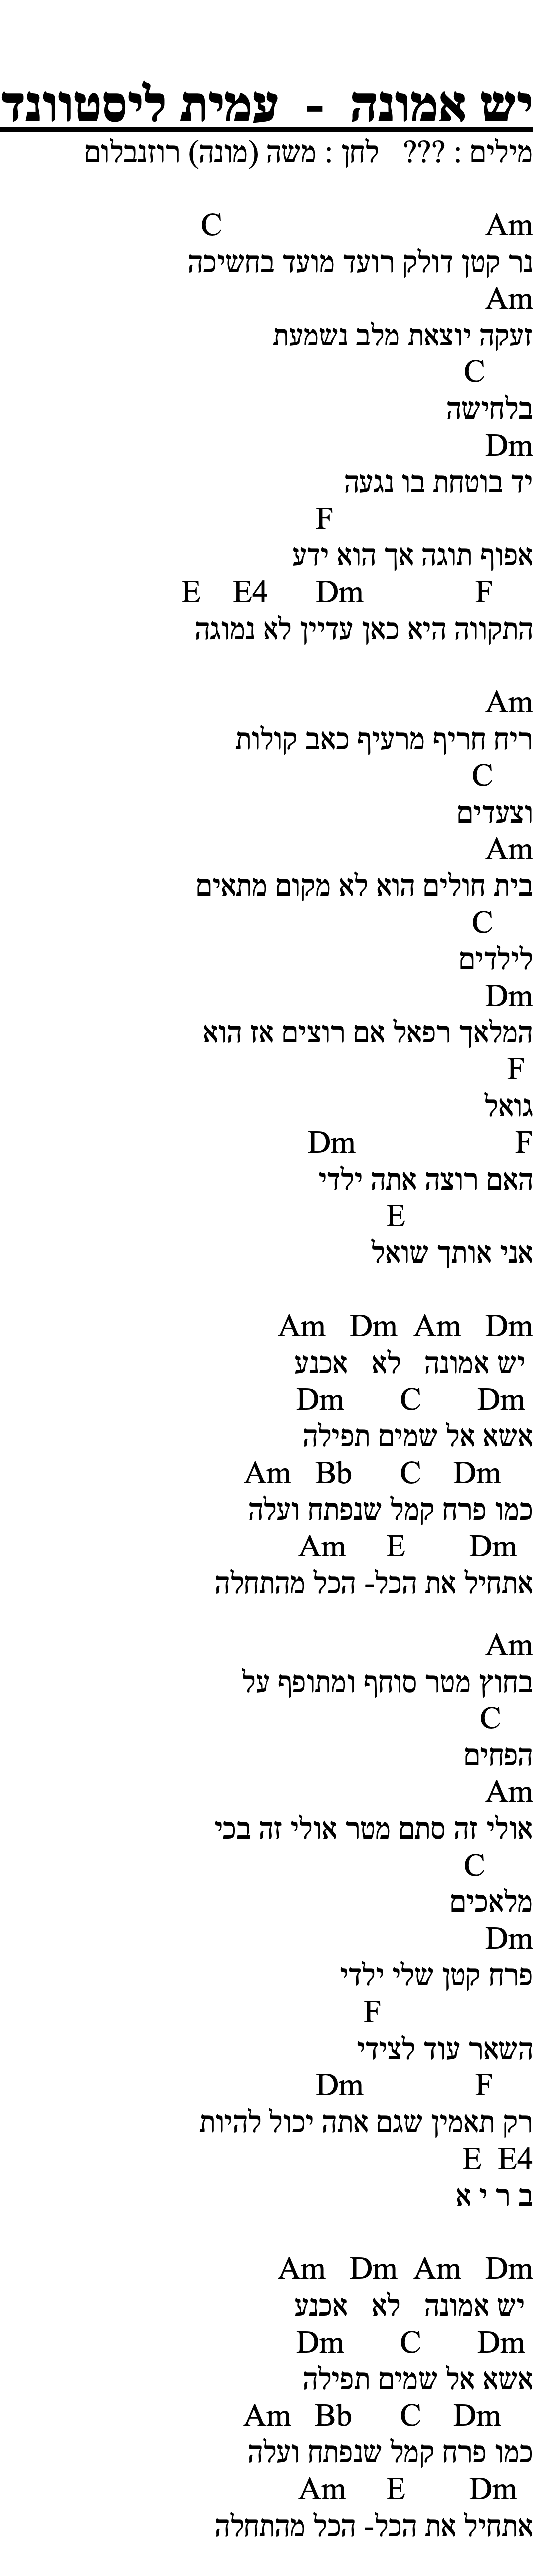 יש אמונה - עמית ליסטוונד
מילים : ??? לחן : משה (מונה) רוזנבלום
Am C
נר קטן דולק רועד מועד בחשיכה
Am
זעקה יוצאת מלב נשמעת
C
בלחישה
Dm
יד בוטחת בו נגעה
F
אפוף תוגה אך הוא ידע
F Dm E4 E
התקווה היא כאן עדיין לא נמוגה
Am
ריח חריף מרעיף כאב קולות
C
וצעדים
Am
בית חולים הוא לא מקום מתאים
C
לילדים
Dm
המלאך רפאל אם רוצים אז הוא
F
גואל
F Dm
האם רוצה אתה ילדי
E
אני אותך שואל
Dm Am Dm Am
יש אמונה לא אכנע
Dm C Dm
אשא אל שמים תפילה
Dm C Bb Am
כמו פרח קמל שנפתח ועלה
Dm E Am
אתחיל את הכל- הכל מהתחלה
Am
בחוץ מטר סוחף ומתופף על
C
הפחים
Am
אולי זה סתם מטר אולי זה בכי
C
מלאכים
Dm
פרח קטן שלי ילדי
F
השאר עוד לצידי
F Dm
רק תאמין שגם אתה יכול להיות
E4 E
ב ר י א
Dm Am Dm Am
יש אמונה לא אכנע
Dm C Dm
אשא אל שמים תפילה
Dm C Bb Am
כמו פרח קמל שנפתח ועלה
Dm E Am
אתחיל את הכל- הכל מהתחלה